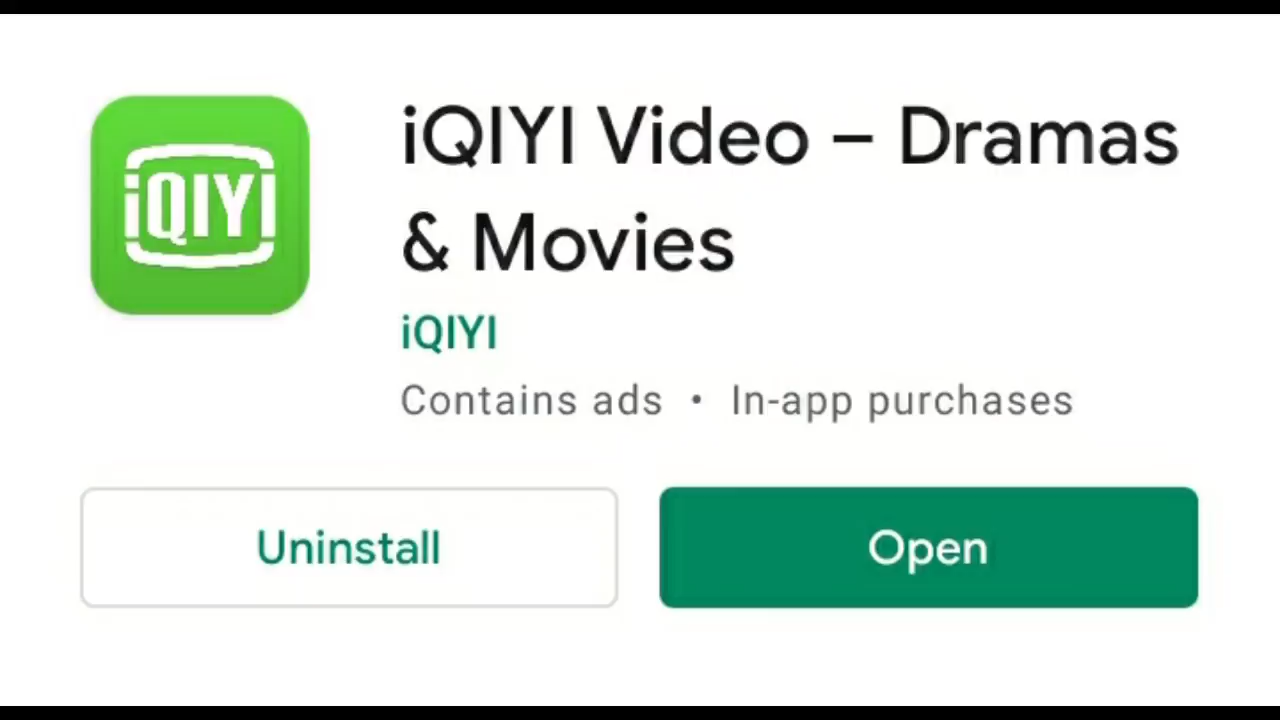 iQIYI
iQIYI Video – Dramas
& Movies
iQIYI
Contains ads • In-app purchases
Uninstall
Open